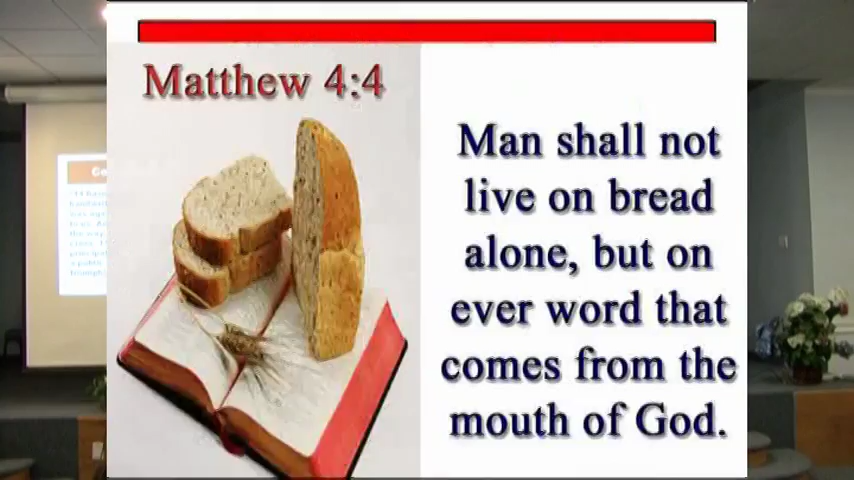 Matthew 4:4
Man shall not
live on bread
alone, but on
ever word that
comes from the
mouth of God.